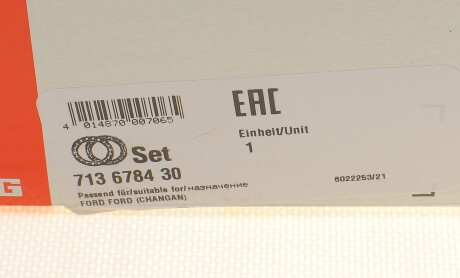 EAC
4 014870 007065
Einheit/Unit
Set
1
713 6784 30
Passend für/suitable for/назначение
6022253/21
FORD FORD (CHANGAN)
G